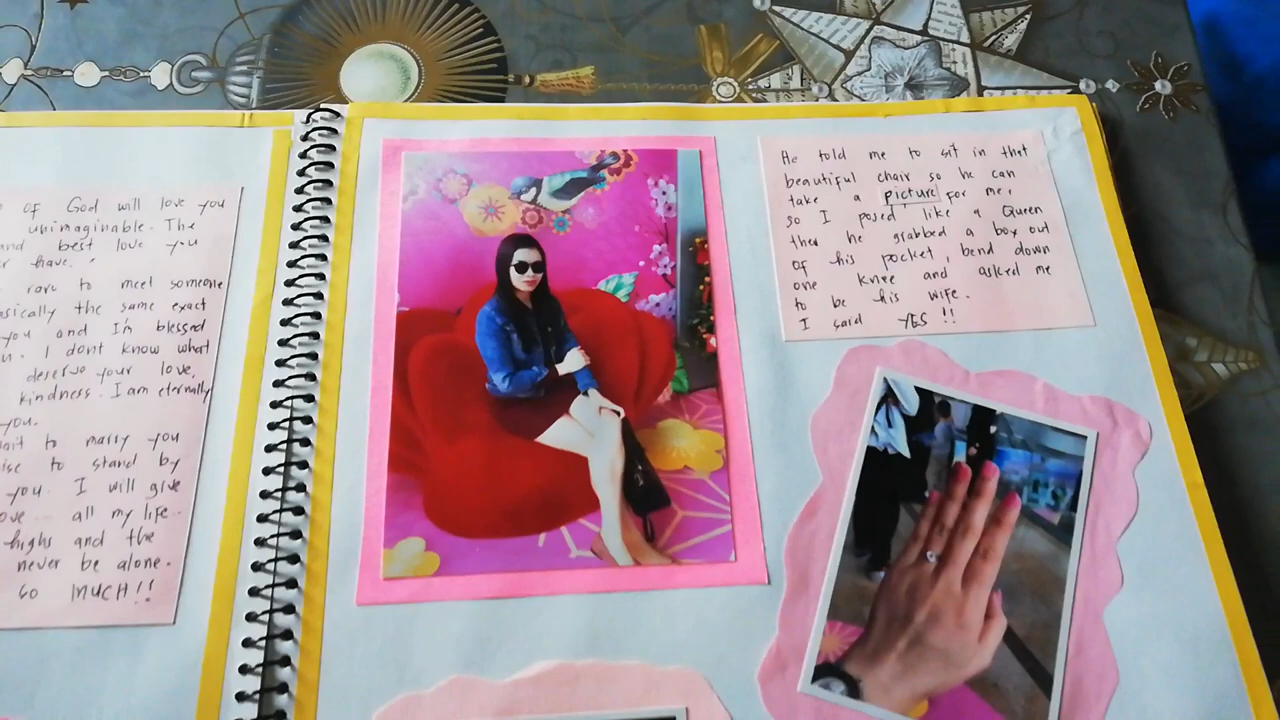 of God will love you
unimaginable. The
and best love you
have.
rare to meet someone
basically the same exact
you and I'm blessed
I dont know what
deserve your love,
kindness. I am eternally
you.
to marry you
to stand by
you. I will give
all my life.
highs and the
never be alone.
SO MUCH!!
He told me to sit in that
beautiful chair so he can
take a picture for me,
so I posed like a Queen
then he grabbed a box out
of his pocket, bend down
one knee and asked me
to be his wife.
I said YES!!